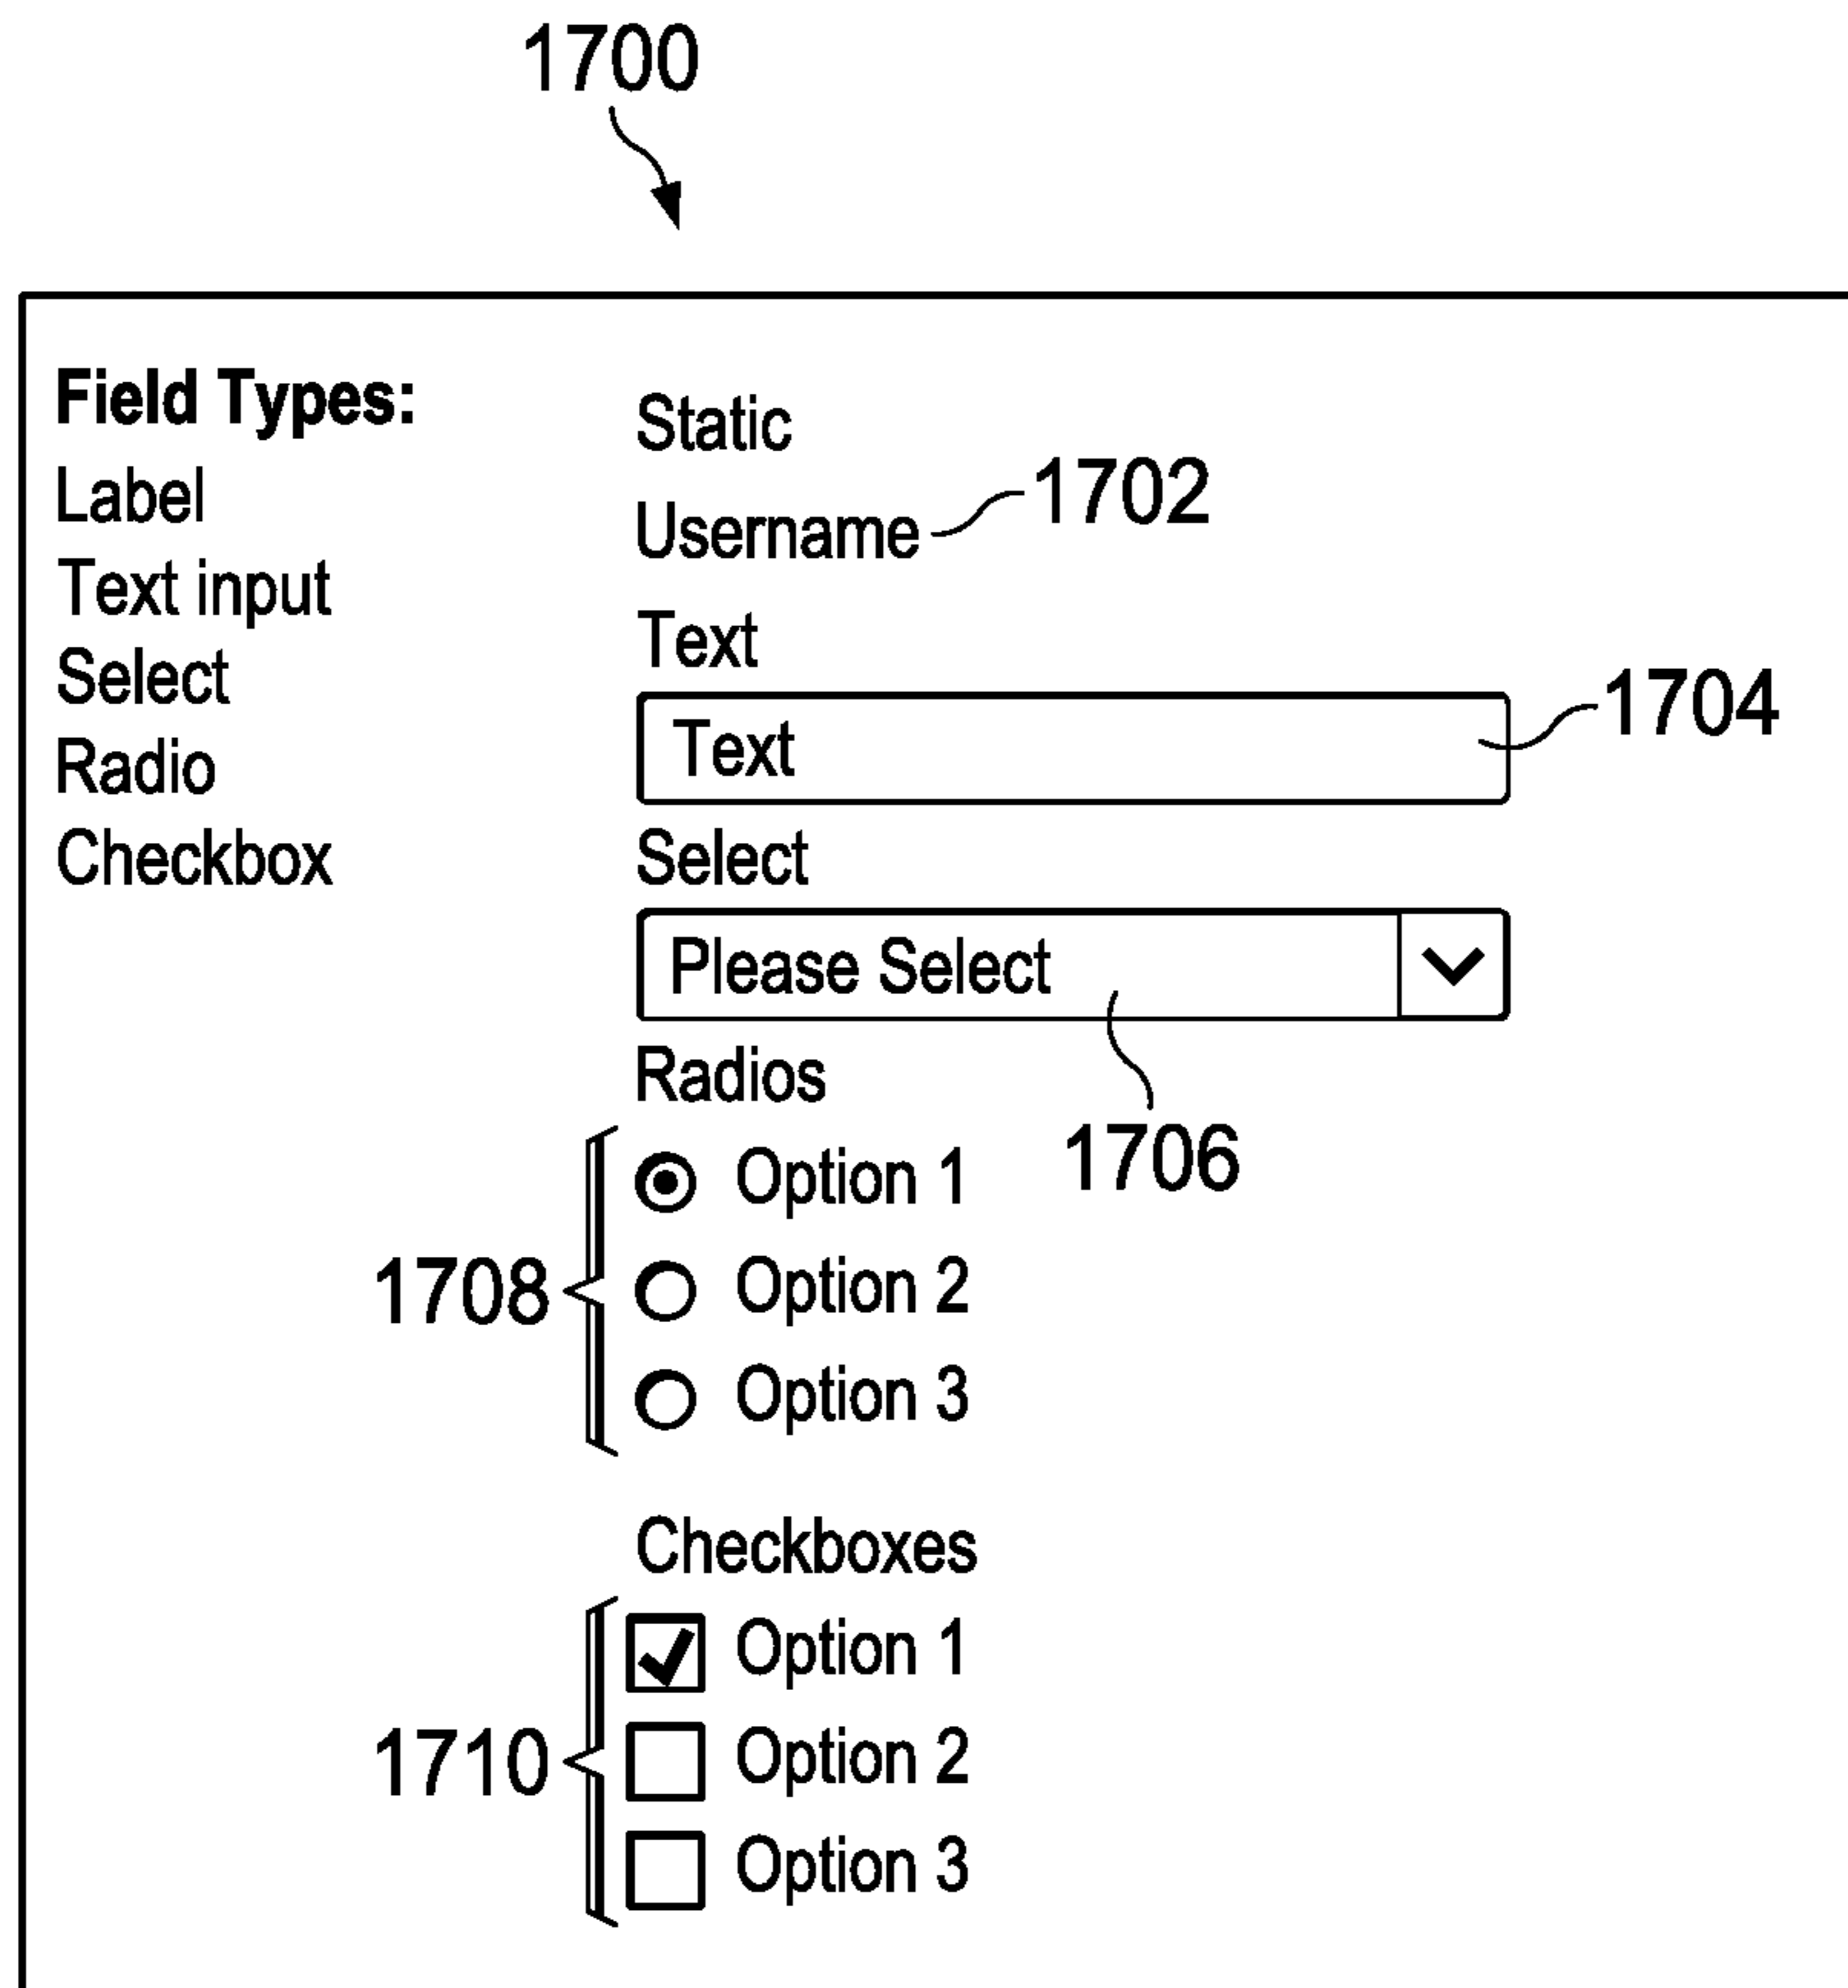 1700
Field Types:
Label
Text input
Select
Radio
Checkbox
Static
Username 1702
Text
Text 1704
Select
Please Select
1706
Radios
1708
Option 1
Option 2
Option 3
Checkboxes
1710
Option 1
Option 2
Option 3